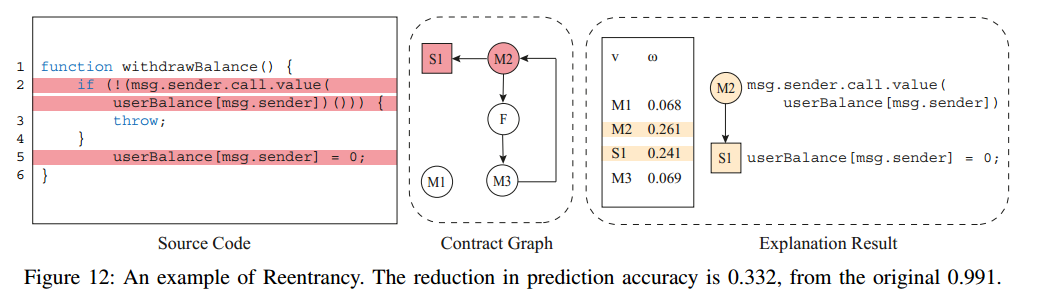 1 function withdrawBalance() {
2 if (!(msg.sender.call.value(
userBalance[msg.sender])())) {
3 throw;
4 }
5 userBalance[msg.sender] = 0;
6 }
Source Code
S1 M2
F
M1 M3
Contract Graph
v ω
M1 0.068
M2 0.261
S1 0.241
M3 0.069
M2 msg.sender.call.value(
userBalance[msg.sender])
S1 userBalance[msg.sender] = 0;
Explanation Result
Figure 12: An example of Reentrancy. The reduction in prediction accuracy is 0.332, from the original 0.991.